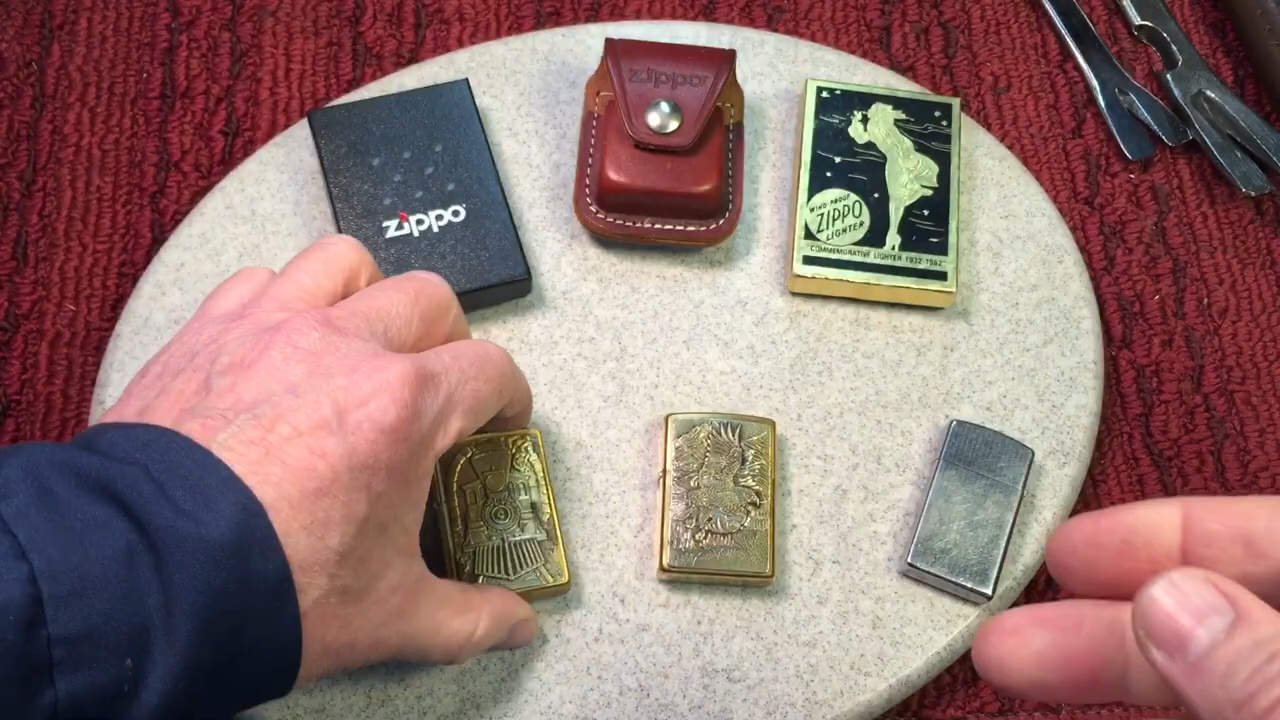 zippo
zippo
WIND PROOF
ZIPPO
LIGHTER
COMMEMORATIVE LIGHTER 1932-1982